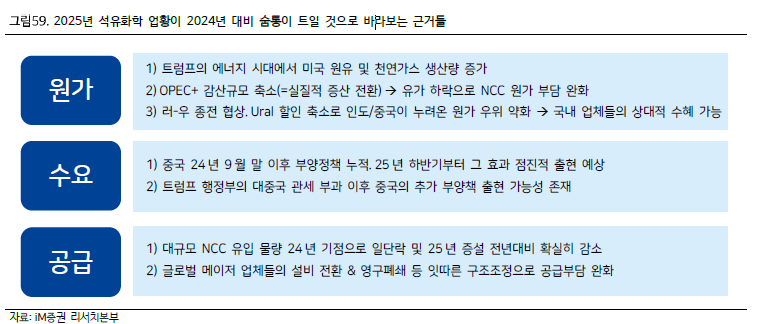 그림59. 2025년 석유화학 업황이 2024년 대비 숨통이 트일 것으로 바라보는 근거들
원가
1) 트럼프의 에너지 시대에서 미국 원유 및 천연가스 생산량 증가
2) OPEC+ 감산규모 축소(=실질적 증산 전환) → 유가 하락으로 NCC 원가 부담 완화
3) 러-우 종전 협상. Ural 할인 축소로 인도/중국이 누려온 원가 우위 약화 → 국내 업체들의 상대적 수혜 가능
수요
1) 중국 24년 9월 말 이후 부양정책 누적. 25년 하반기부터 그 효과 점진적 출현 예상
2) 트럼프 행정부의 대중국 관세 부과 이후 중국의 추가 부양책 출현 가능성 존재
공급
1) 대규모 NCC 유입 물량 24년 기점으로 일단락 및 25년 증설 전년대비 확실히 감소
2) 글로벌 메이저 업체들의 설비 전환 & 영구폐쇄 등 잇따른 구조조정으로 공급부담 완화
자료: iM증권 리서치본부